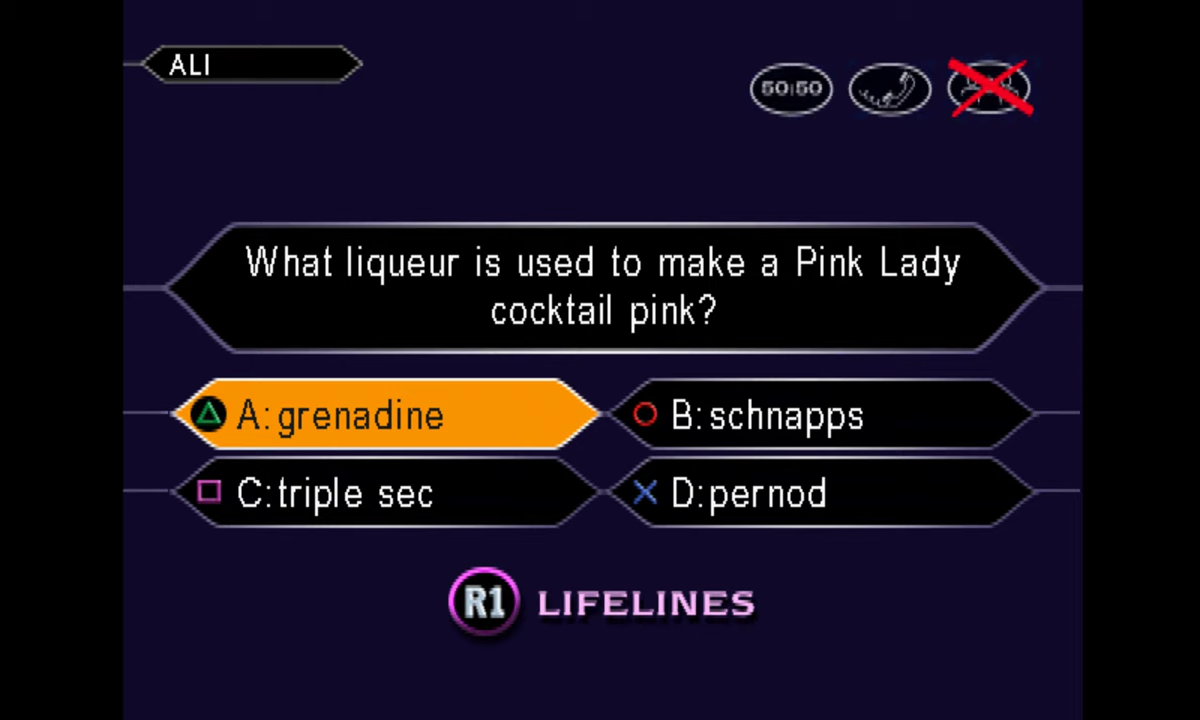 ALI
50:50
What liqueur is used to make a Pink Lady
cocktail pink?
A:grenadine
B:schnapps
C:triple sec
D:pernod
R1 LIFELINES